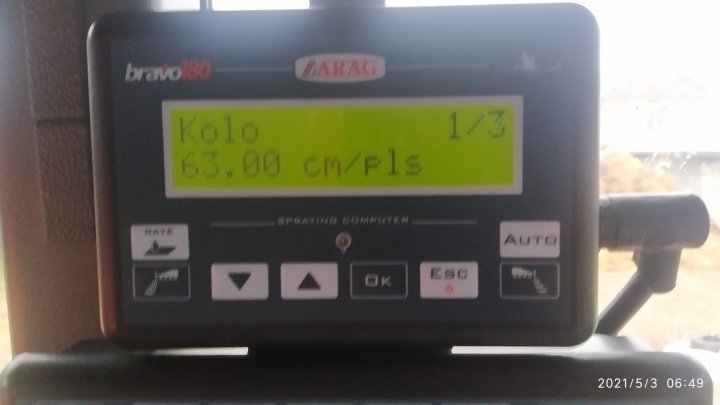 bravo180
ARAG
Kolo 1/3
63.00 cm/pls
SPRAYING COMPUTER
RATE
AUTO
OK
ESC
2021/5/3 06:49